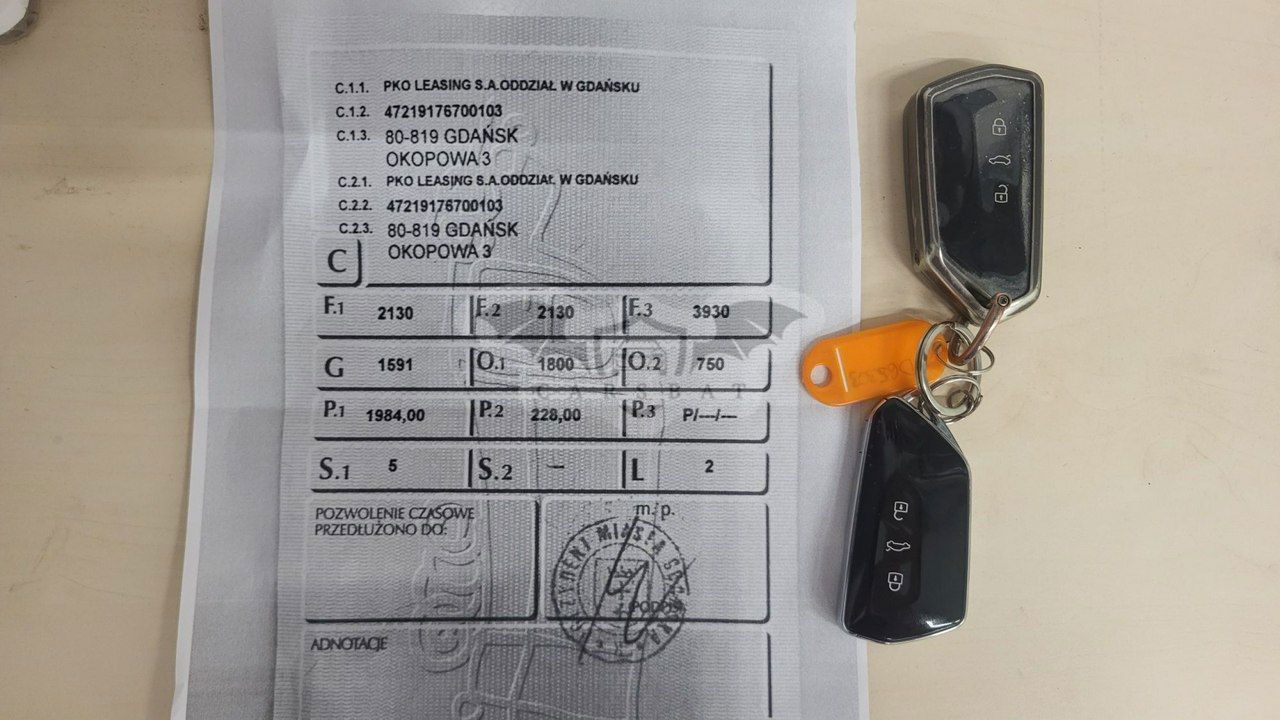 C.1.1. PKO LEASING S.A.ODDZIAŁ W GDAŃSKU
C.1.2. 47219176700103
C.1.3. 80-819 GDAŃSK
OKOPOWA 3
C.2.1. PKO LEASING S.A.ODDZIAŁ W GDAŃSKU
C.2.2. 47219176700103
C.2.3. 80-819 GDAŃSK
OKOPOWA 3
C
F.1 2130 F.2 2130 F.3 3930
G 1591 O.1 1800 O.2 750
CARSBAT
P.1 1984,00 P.2 228,00 P.3 P/---/---
S.1 5 S.2 — L 2
POZWOLENIE CZASOWE
PRZEDŁUŻONO DO:
m.p.
PREZYDENT MIASTA GDAŃSKA
ADNOTACJE